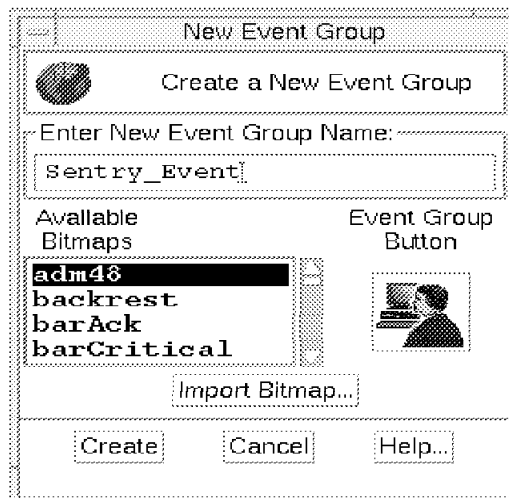 New Event Group
Create a New Event Group
Enter New Event Group Name:
Sentry_Event
Available
Bitmaps
Event Group
Button
adm48
backrest
barAck
barCritical
Import Bitmap...
Create
Cancel
Help...